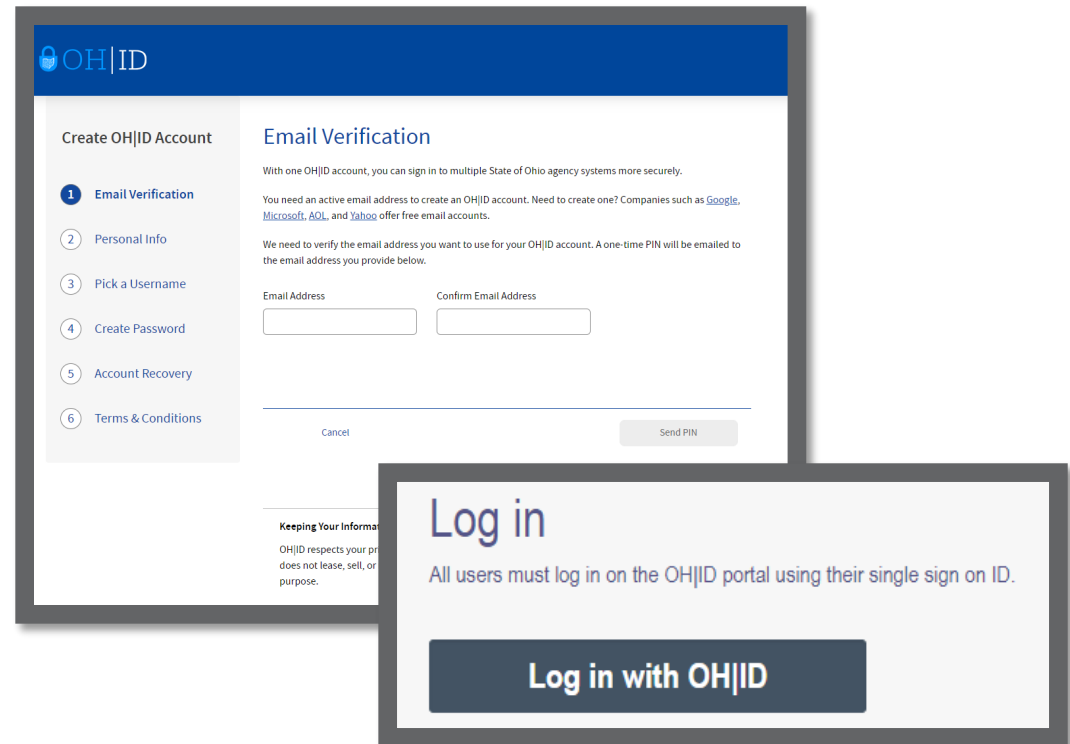 OH|ID
Create OH|ID Account
1 Email Verification
2 Personal Info
3 Pick a Username
4 Create Password
5 Account Recovery
6 Terms & Conditions
Email Verification
With one OH|ID account, you can sign in to multiple State of Ohio agency systems more securely.
You need an active email address to create an OH|ID account. Need to create one? Companies such as Google,
Microsoft, AOL, and Yahoo offer free email accounts.
We need to verify the email address you want to use for your OH|ID account. A one-time PIN will be emailed to
the email address you provide below.
Email Address Confirm Email Address
Cancel Send PIN
Keeping Your
OH|ID respects your
does not lease, sell, or
purpose.
Log in
All users must log in on the OH|ID portal using their single sign on ID.
Log in with OH|ID